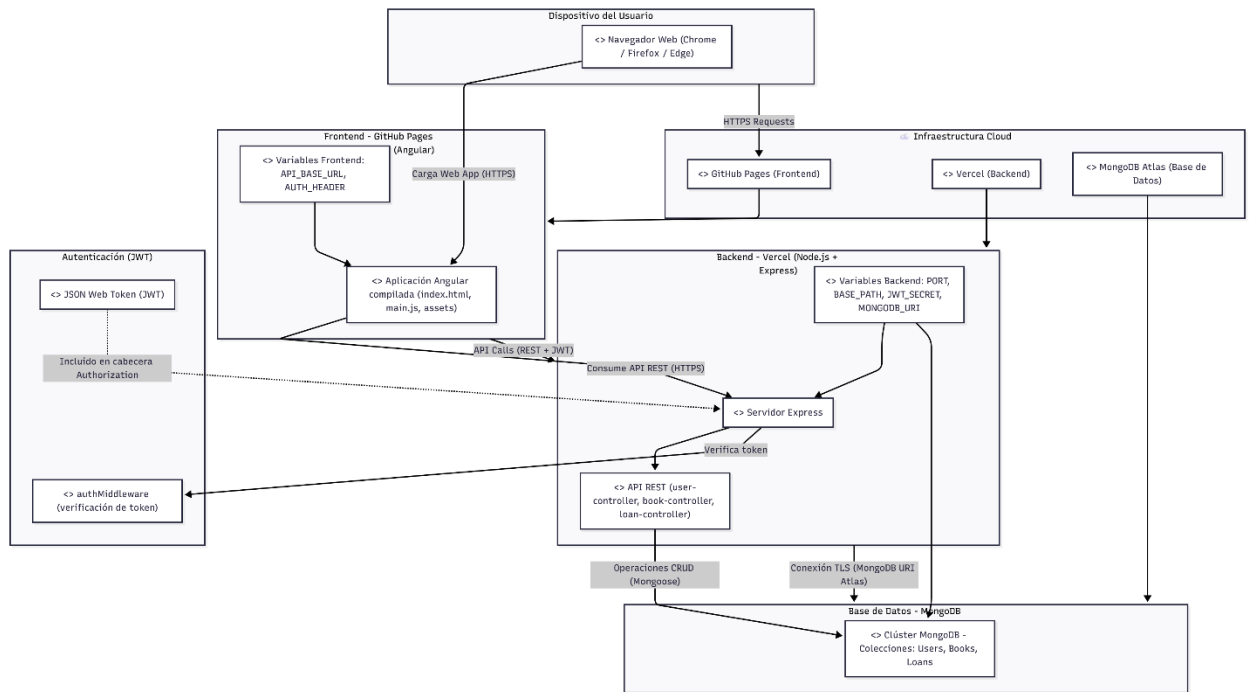 Dispositivo del Usuario
<> Navegador Web (Chrome
/ Firefox / Edge)
HTTPS Requests
Frontend - GitHub Pages
(Angular)
<> Variables Frontend:
API_BASE_URL,
AUTH_HEADER
Carga Web App (HTTPS)
Infraestructura Cloud
<> GitHub Pages (Frontend)
<> Vercel (Backend)
<> MongoDB Atlas (Base de
Datos)
Autenticación (JWT)
<> JSON Web Token (JWT)
<> Aplicación Angular
compilada (index.html,
main.js, assets)
Backend - Vercel (Node.js +
Express)
<> Variables Backend: PORT,
BASE_PATH, JWT_SECRET,
MONGODB_URI
Incluido en cabecera
Authorization
API Calls (REST + JWT)
Consume API REST (HTTPS)
<> Servidor Express
Verifica token
<> authMiddleware
(verificación de token)
<> API REST (user-
controller, book-controller,
loan-controller)
Operaciones CRUD
(Mongoose)
Conexión TLS (MongoDB URI
Atlas)
Base de Datos - MongoDB
<> Clúster MongoDB -
Colecciones: Users, Books,
Loans